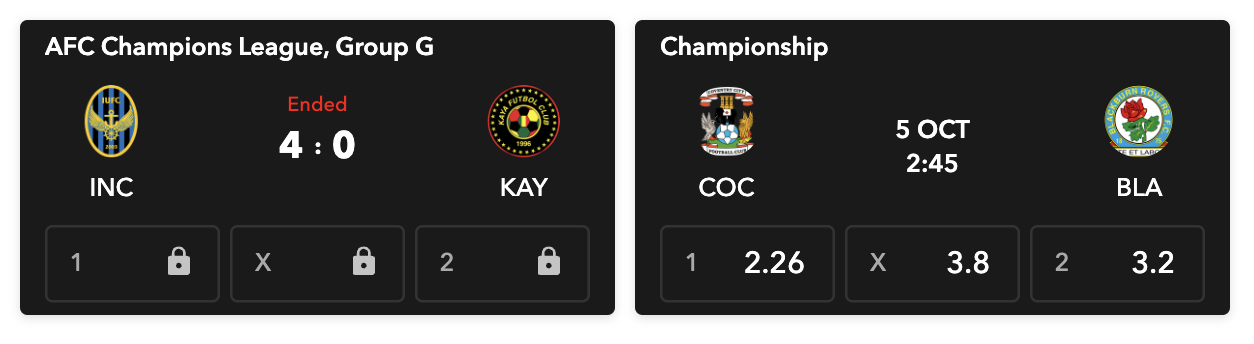 AFC Champions League, Group G
IUFC
2003
INC
Ended
4 : 0
KAYA FUTBOL CLUB
1996
KAY
1
X
2
Championship
COVENTRY CITY
FOOTBALL CLUB
COC
5 OCT
2:45
BLACKBURN ROVERS F.C.
BLA
1 2.26
X 3.8
2 3.2